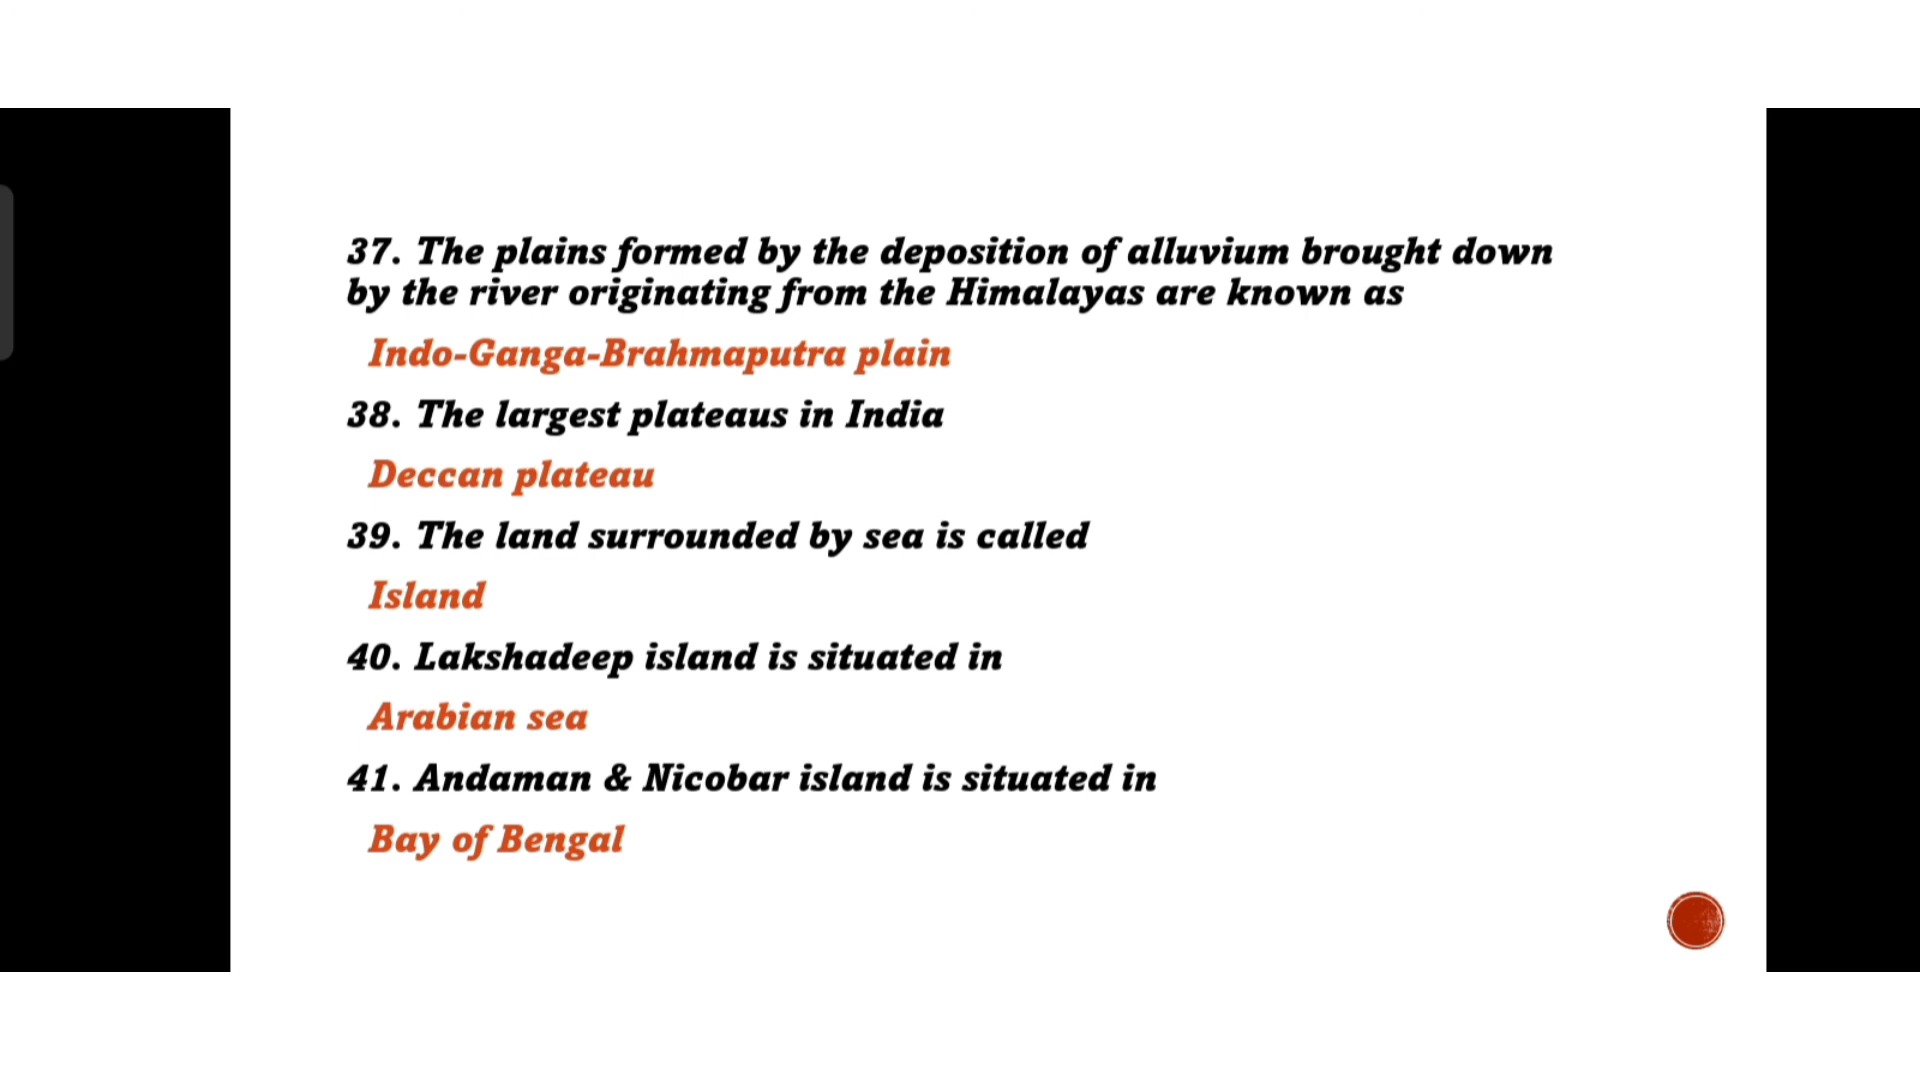 37. The plains formed by the deposition of alluvium brought down
by the river originating from the Himalayas are known as
Indo-Ganga-Brahmaputra plain
38. The largest plateaus in India
Deccan plateau
39. The land surrounded by sea is called
Island
40. Lakshadeep island is situated in
Arabian sea
41. Andaman & Nicobar island is situated in
Bay of Bengal